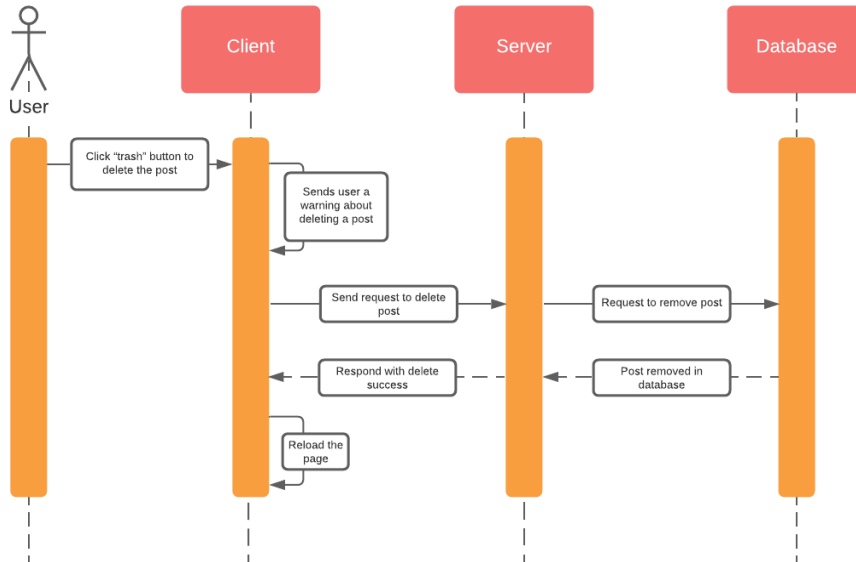 Client
Server
Database
User
Click “trash” button to
delete the post
Sends user a
warning about
deleting a post
Send request to delete
post
Request to remove post
Respond with delete
success
Post removed in
database
Reload the
page